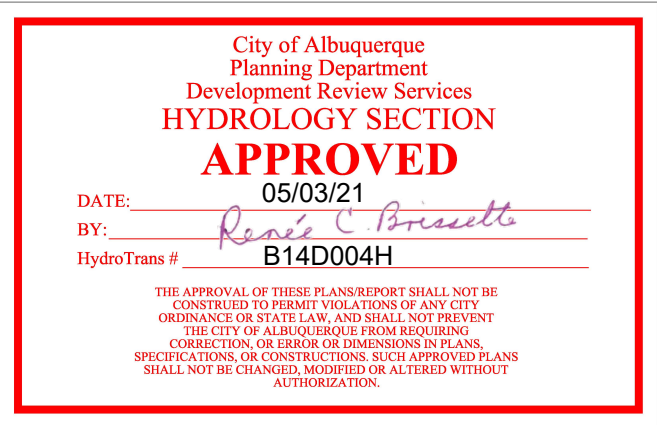 City of Albuquerque
Planning Department
Development Review Services
HYDROLOGY SECTION
APPROVED
DATE: 05/03/21
BY: Renée C. Brissette
HydroTrans # B14D004H
THE APPROVAL OF THESE PLANS/REPORT SHALL NOT BE
CONSTRUED TO PERMIT VIOLATIONS OF ANY CITY
ORDINANCE OR STATE LAW, AND SHALL NOT PREVENT
THE CITY OF ALBUQUERQUE FROM REQUIRING
CORRECTION, OR ERROR OR DIMENSIONS IN PLANS,
SPECIFICATIONS, OR CONSTRUCTIONS. SUCH APPROVED PLANS
SHALL NOT BE CHANGED, MODIFIED OR ALTERED WITHOUT
AUTHORIZATION.